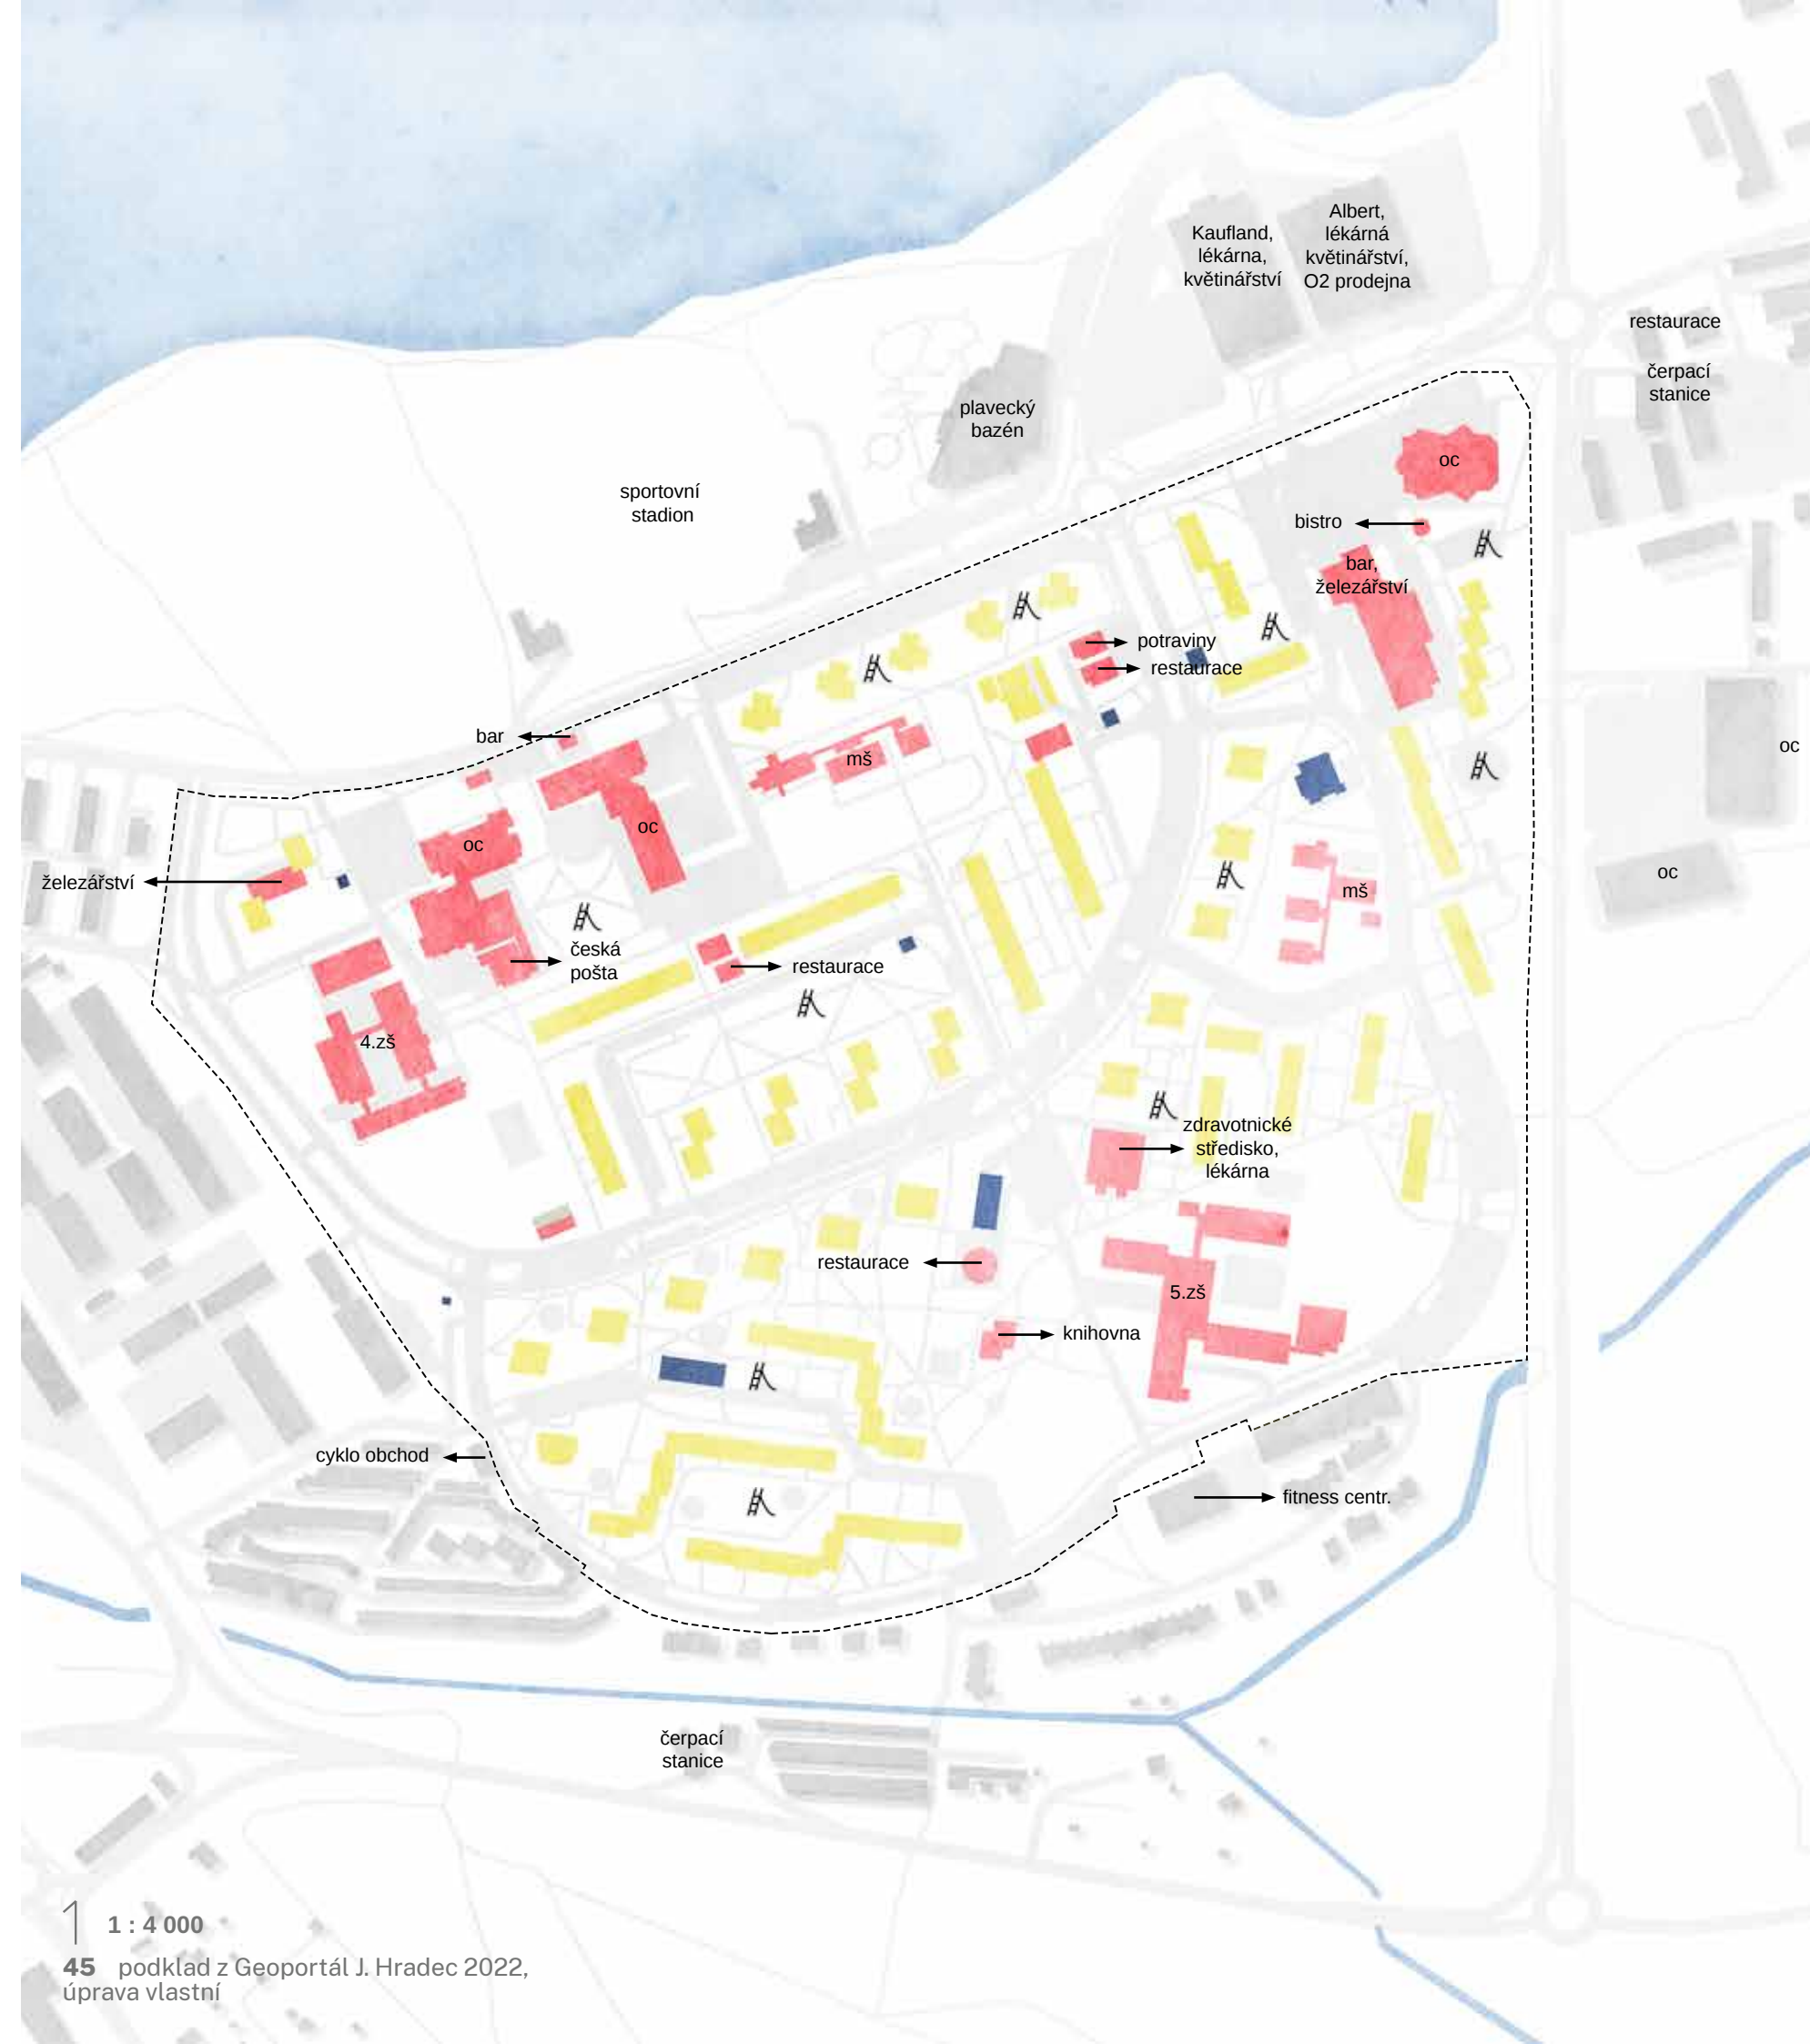 Kaufland,
lékárna,
květinářství
Albert,
lékárná
květinářství,
O2 prodejna
restaurace
čerpací
stanice
plavecký
bazén
sportovní
stadion
oc
bistro
bar,
železářství
potraviny
restaurace
bar
mš
oc
oc
oc
železářství
mš
oc
česká
pošta
restaurace
4.zš
zdravotnické
středisko,
lékárna
restaurace
5.zš
knihovna
cyklo obchod
fitness centr.
čerpací
stanice
1 : 4 000
45 podklad z Geoportál J. Hradec 2022,
úprava vlastní